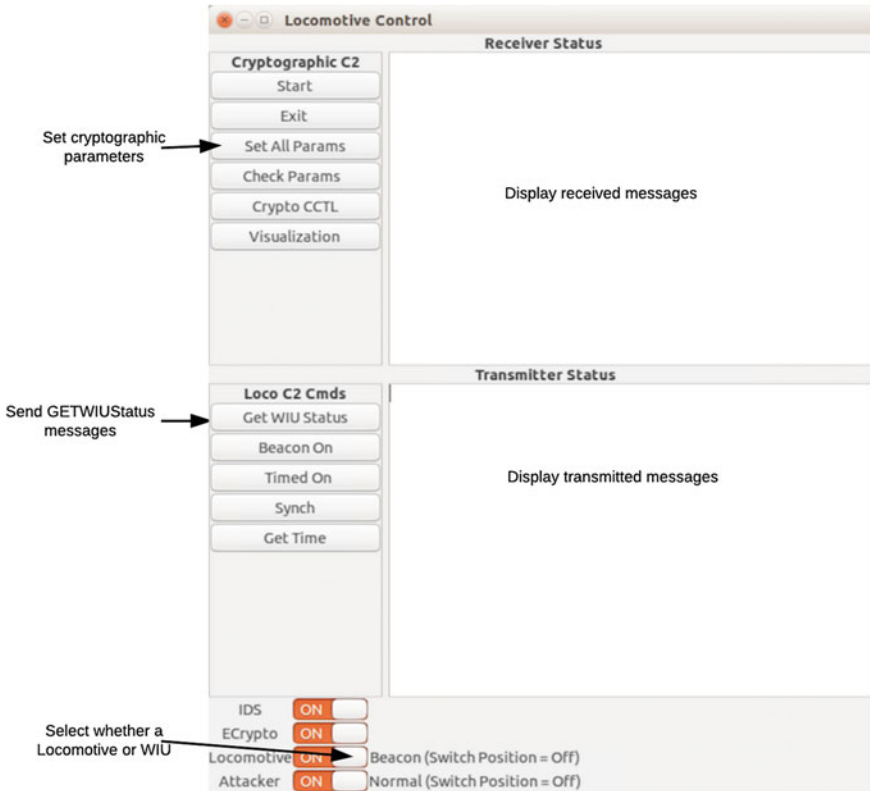 Locomotive Control
Receiver Status
Cryptographic C2
Start
Exit
Set cryptographic
parameters
Set All Params
Check Params
Crypto CCTL
Visualization
Display received messages
Transmitter Status
Loco C2 Cmds
Send GETWIUStatus
messages
Get WIU Status
Beacon On
Timed On
Synch
Get Time
Display transmitted messages
IDS ON
ECrypto ON
Select whether a
Locomotive or WIU
Locomotive ON Beacon (Switch Position = Off)
Attacker ON Normal (Switch Position = Off)